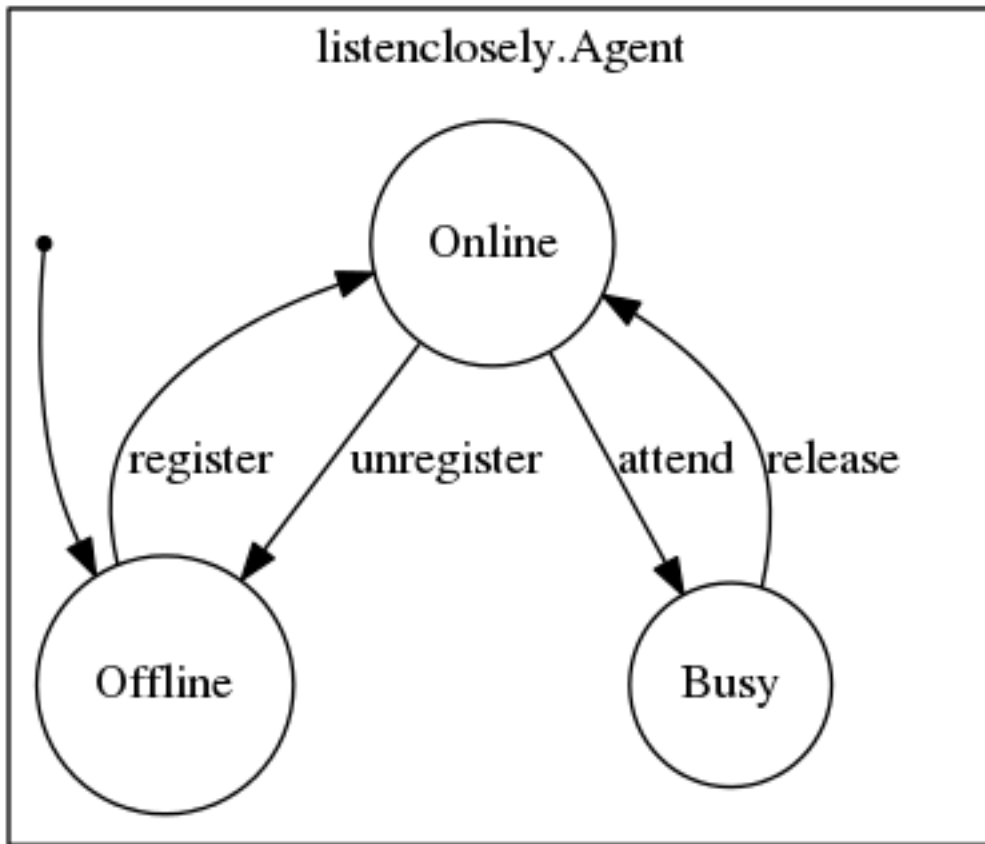 listenclosely.Agent
Online
register
unregister
attend
release
Offline
Busy